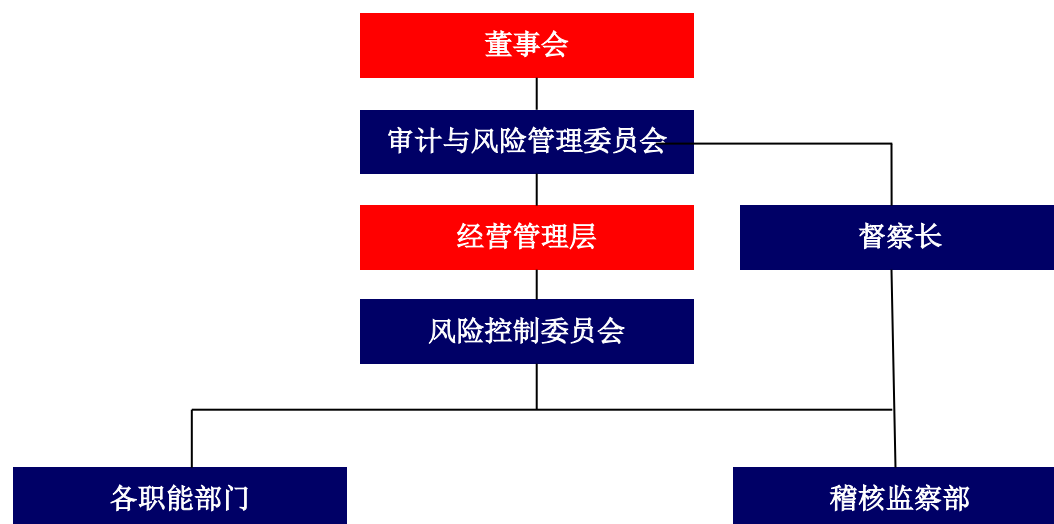 董事会
审计与风险管理委员会
经营管理层
督察长
风险控制委员会
各职能部门
稽核监察部